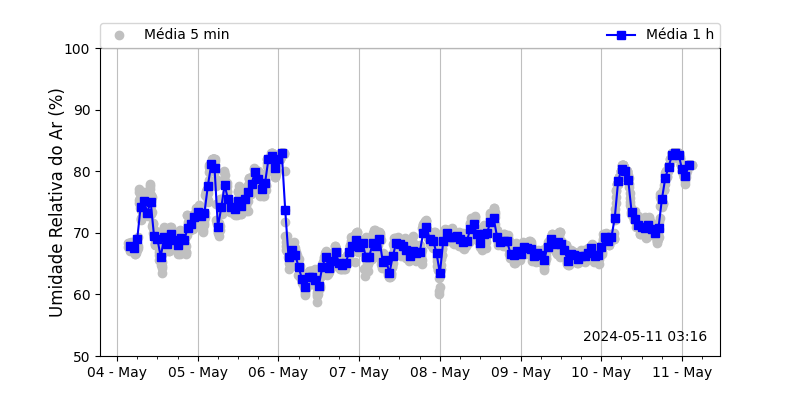 Média 5 min
Média 1 h
Umidade Relativa do Ar (%)
100
90
80
70
60
50
2024-05-11 03:16
04 - May
05 - May
06 - May
07 - May
08 - May
09 - May
10 - May
11 - May